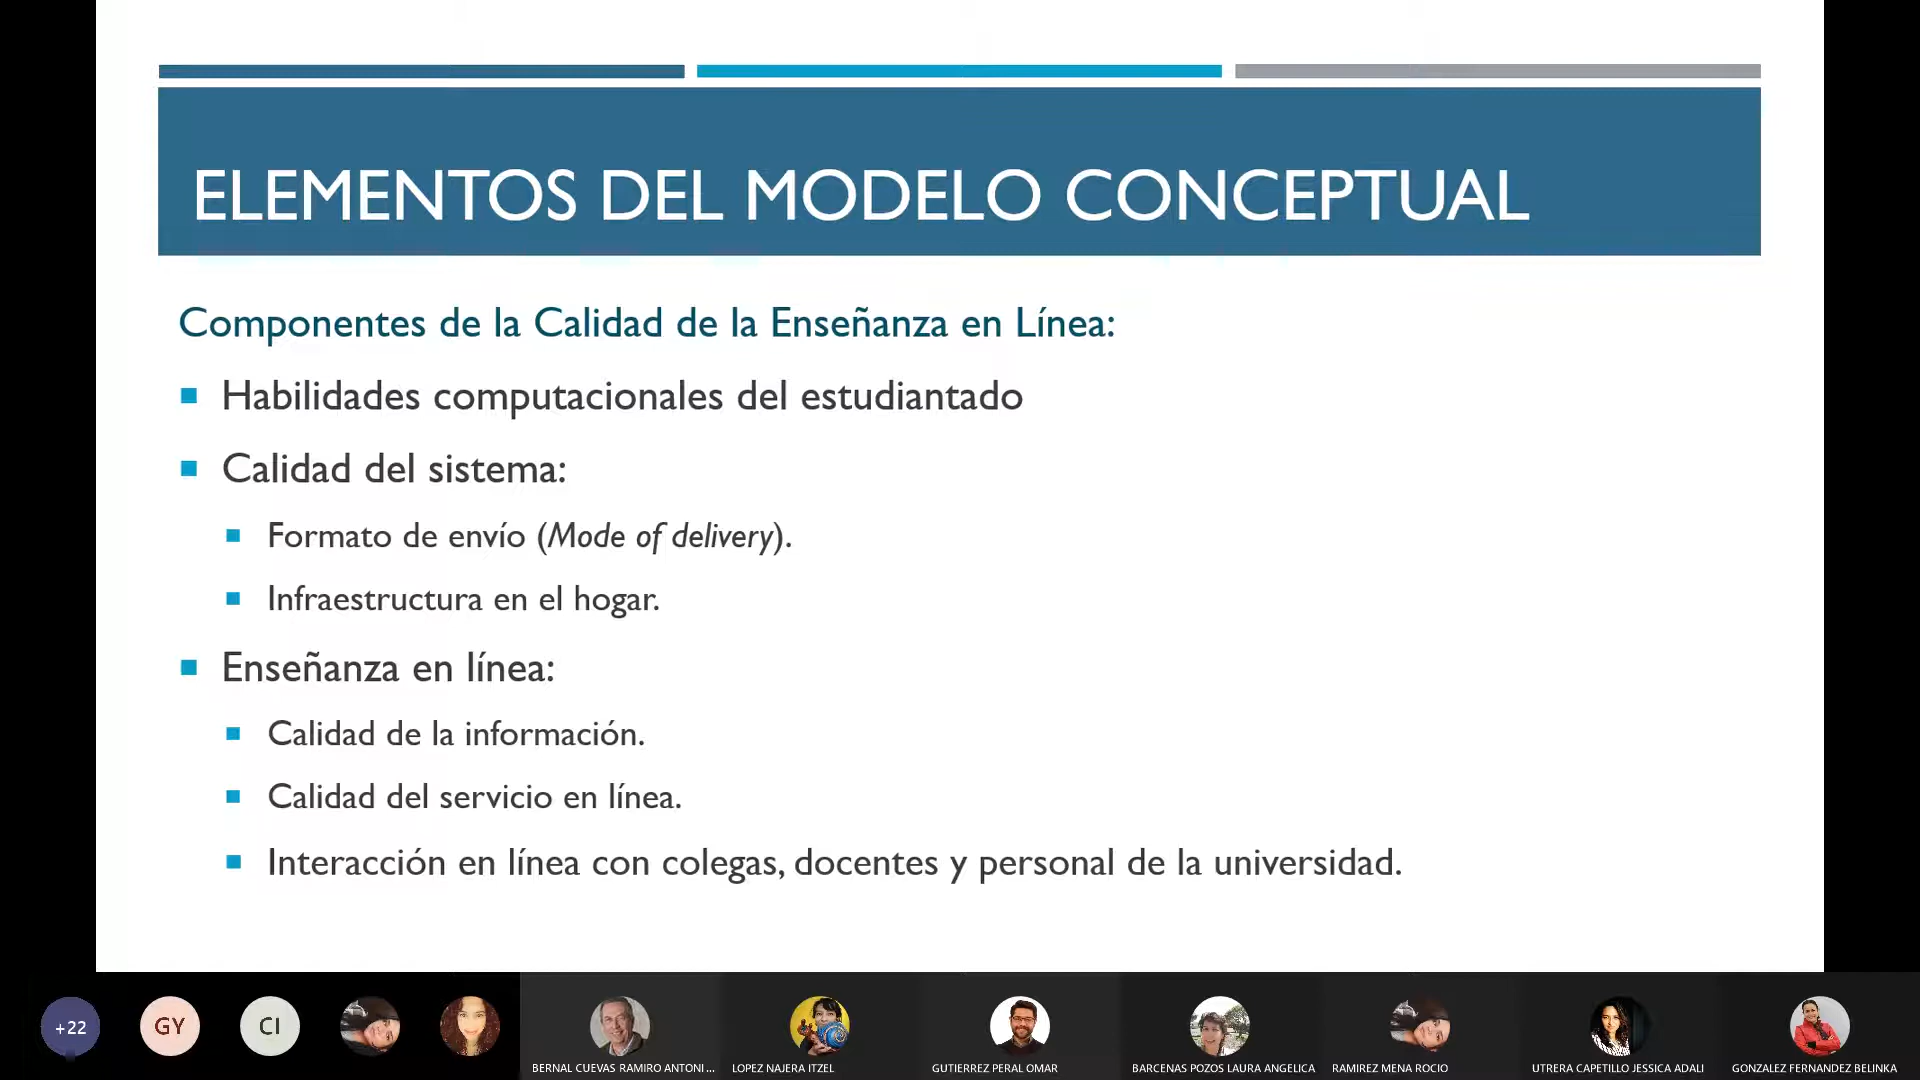 ELEMENTOS DEL MODELO CONCEPTUAL
Componentes de la Calidad de la Enseñanza en Línea:
Habilidades computacionales del estudiantado
Calidad del sistema:
Formato de envío (Mode of delivery).
Infraestructura en el hogar.
Enseñanza en línea:
Calidad de la información.
Calidad del servicio en línea.
Interacción en línea con colegas, docentes y personal de la universidad.
+22
GY
CI
BERNAL CUEVAS RAMIRO ANTONI ...
LOPEZ NAJERA ITZEL
GUTIERREZ PERAL OMAR
BARCENAS POZOS LAURA ANGELICA
RAMIREZ MENA ROCIO
UTRERA CAPETILLO JESSICA ADALI
GONZALEZ FERNANDEZ BELINKA